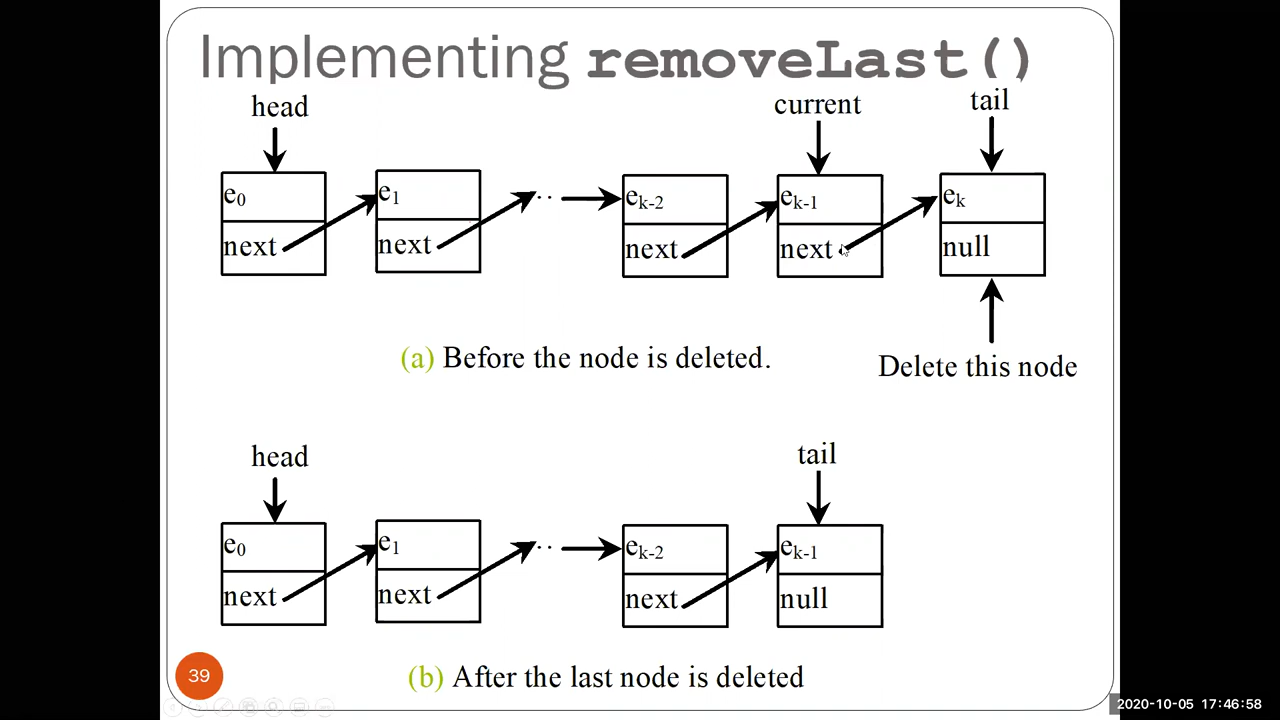 Implementing removeLast()
head
current
tail
e0
e1
..
ek-2
ek-1
ek
next
next
next
next
null
(a) Before the node is deleted.
Delete this node
head
tail
e0
e1
..
ek-2
ek-1
next
next
next
null
39
(b) After the last node is deleted
2020-10-05 17:46:58